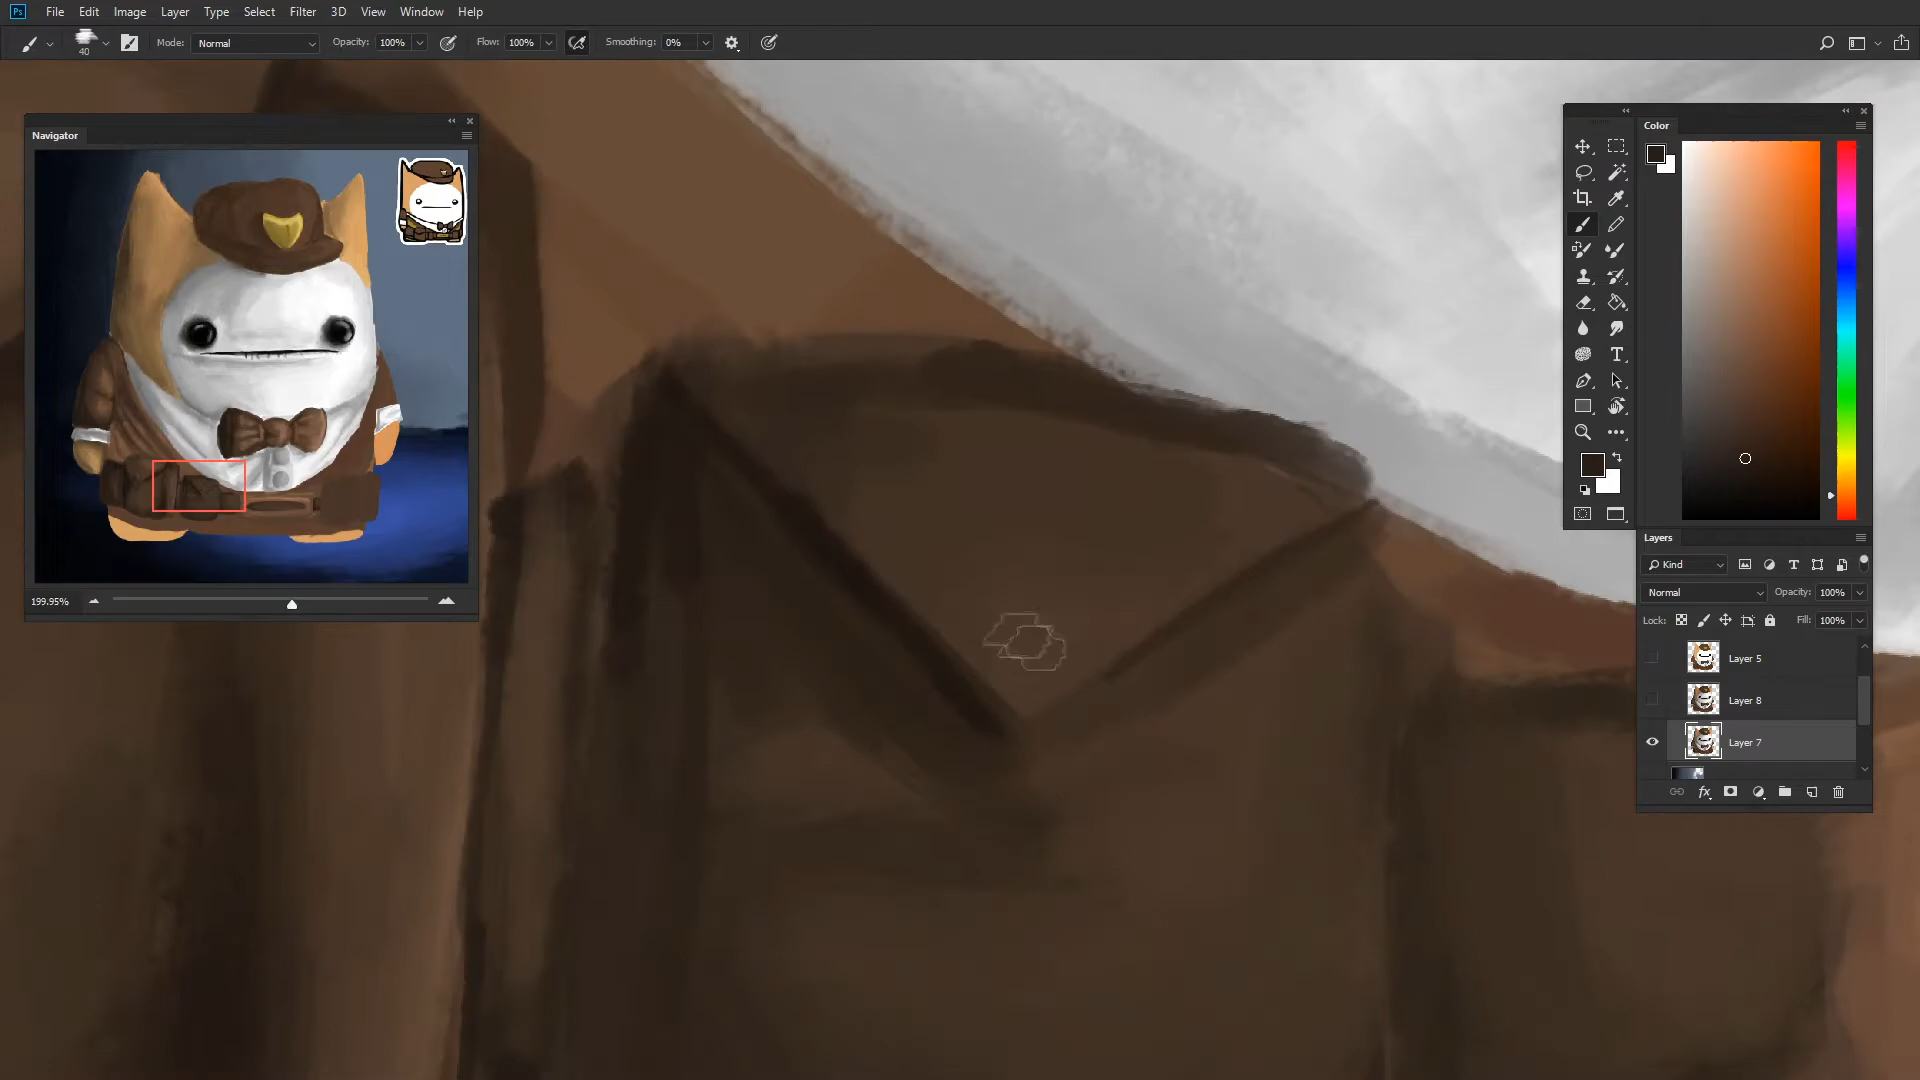 Ps File Edit Image Layer Type Select Filter 3D View Window Help
40 Mode: Normal Opacity: 100% Flow: 100% Smoothing: 0%
Navigator
199.95%
Color
Layers
Kind
Normal Opacity: 100%
Lock: Fill: 100%
Layer 5
Layer 8
Layer 7